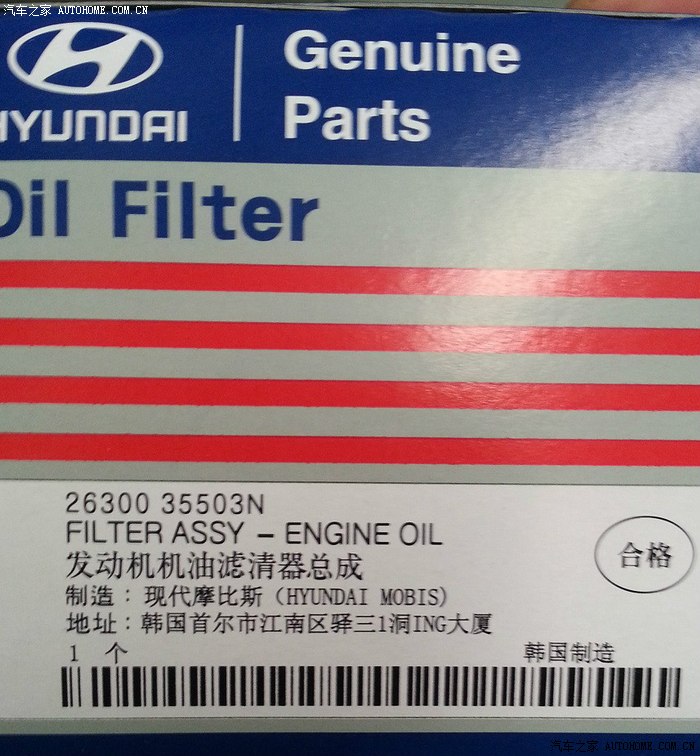 汽车之家 AUTOHOME.COM.CN
HYUNDAI
Genuine
Parts
Oil Filter
26300 35503N
FILTER ASSY – ENGINE OIL
发动机机油滤清器总成
合格
制造：现代摩比斯（HYUNDAI MOBIS)
地址：韩国首尔市江南区驿三1洞ING大厦
1 个
韩国制造
汽车之家 AUTOHOME.COM.CN